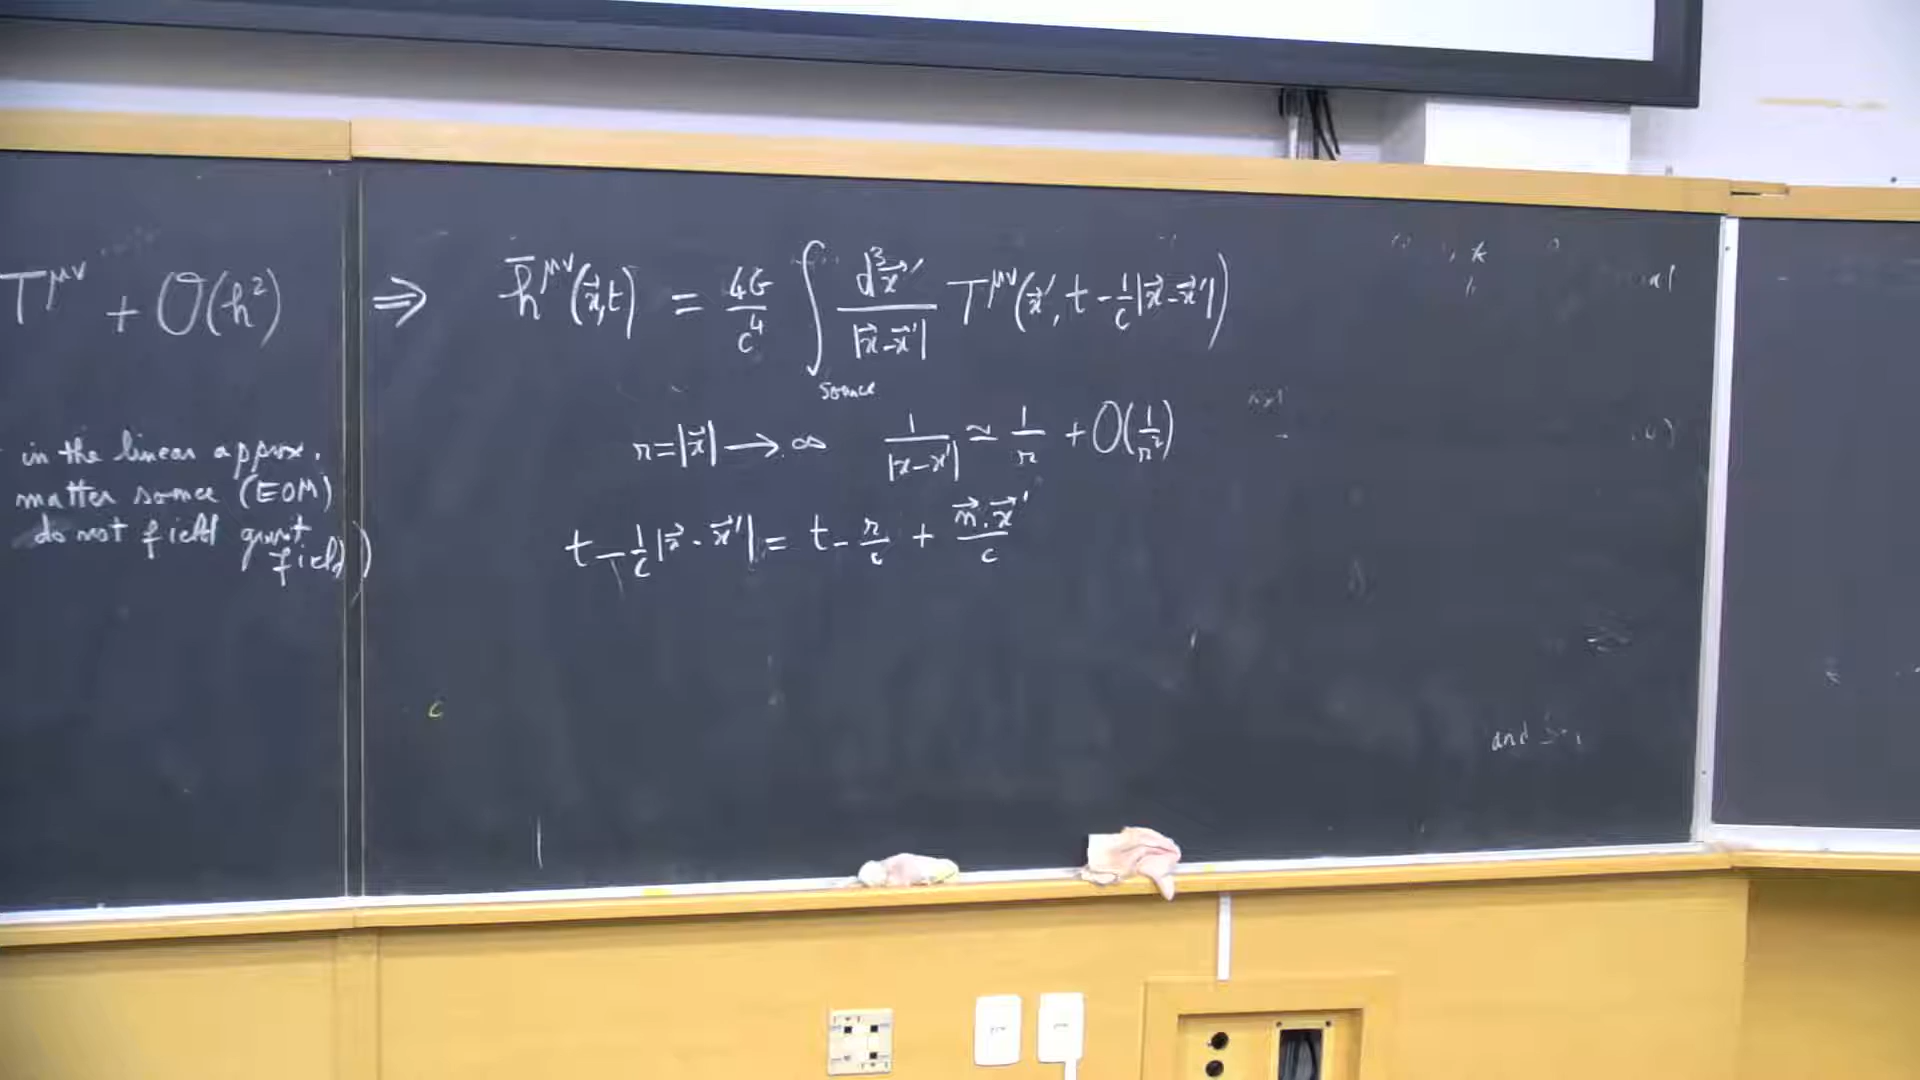 T^{μν} + O(h²) ⇒ h̄^{μν}(x⃗,t) = 4G/c⁴ ∫_{source} d³x⃗'/|x⃗-x⃗'| T^{μν}(x⃗', t - 1/c|x⃗-x⃗'|)
r=|x⃗| → ∞ 1/|x-x'| ≃ 1/r + O(1/r²)
t - 1/c|x⃗ - x⃗'| = t - r/c + n⃗.x⃗'/c
in the linear approx.
matter source (EOM)
do not field
field)
c
and